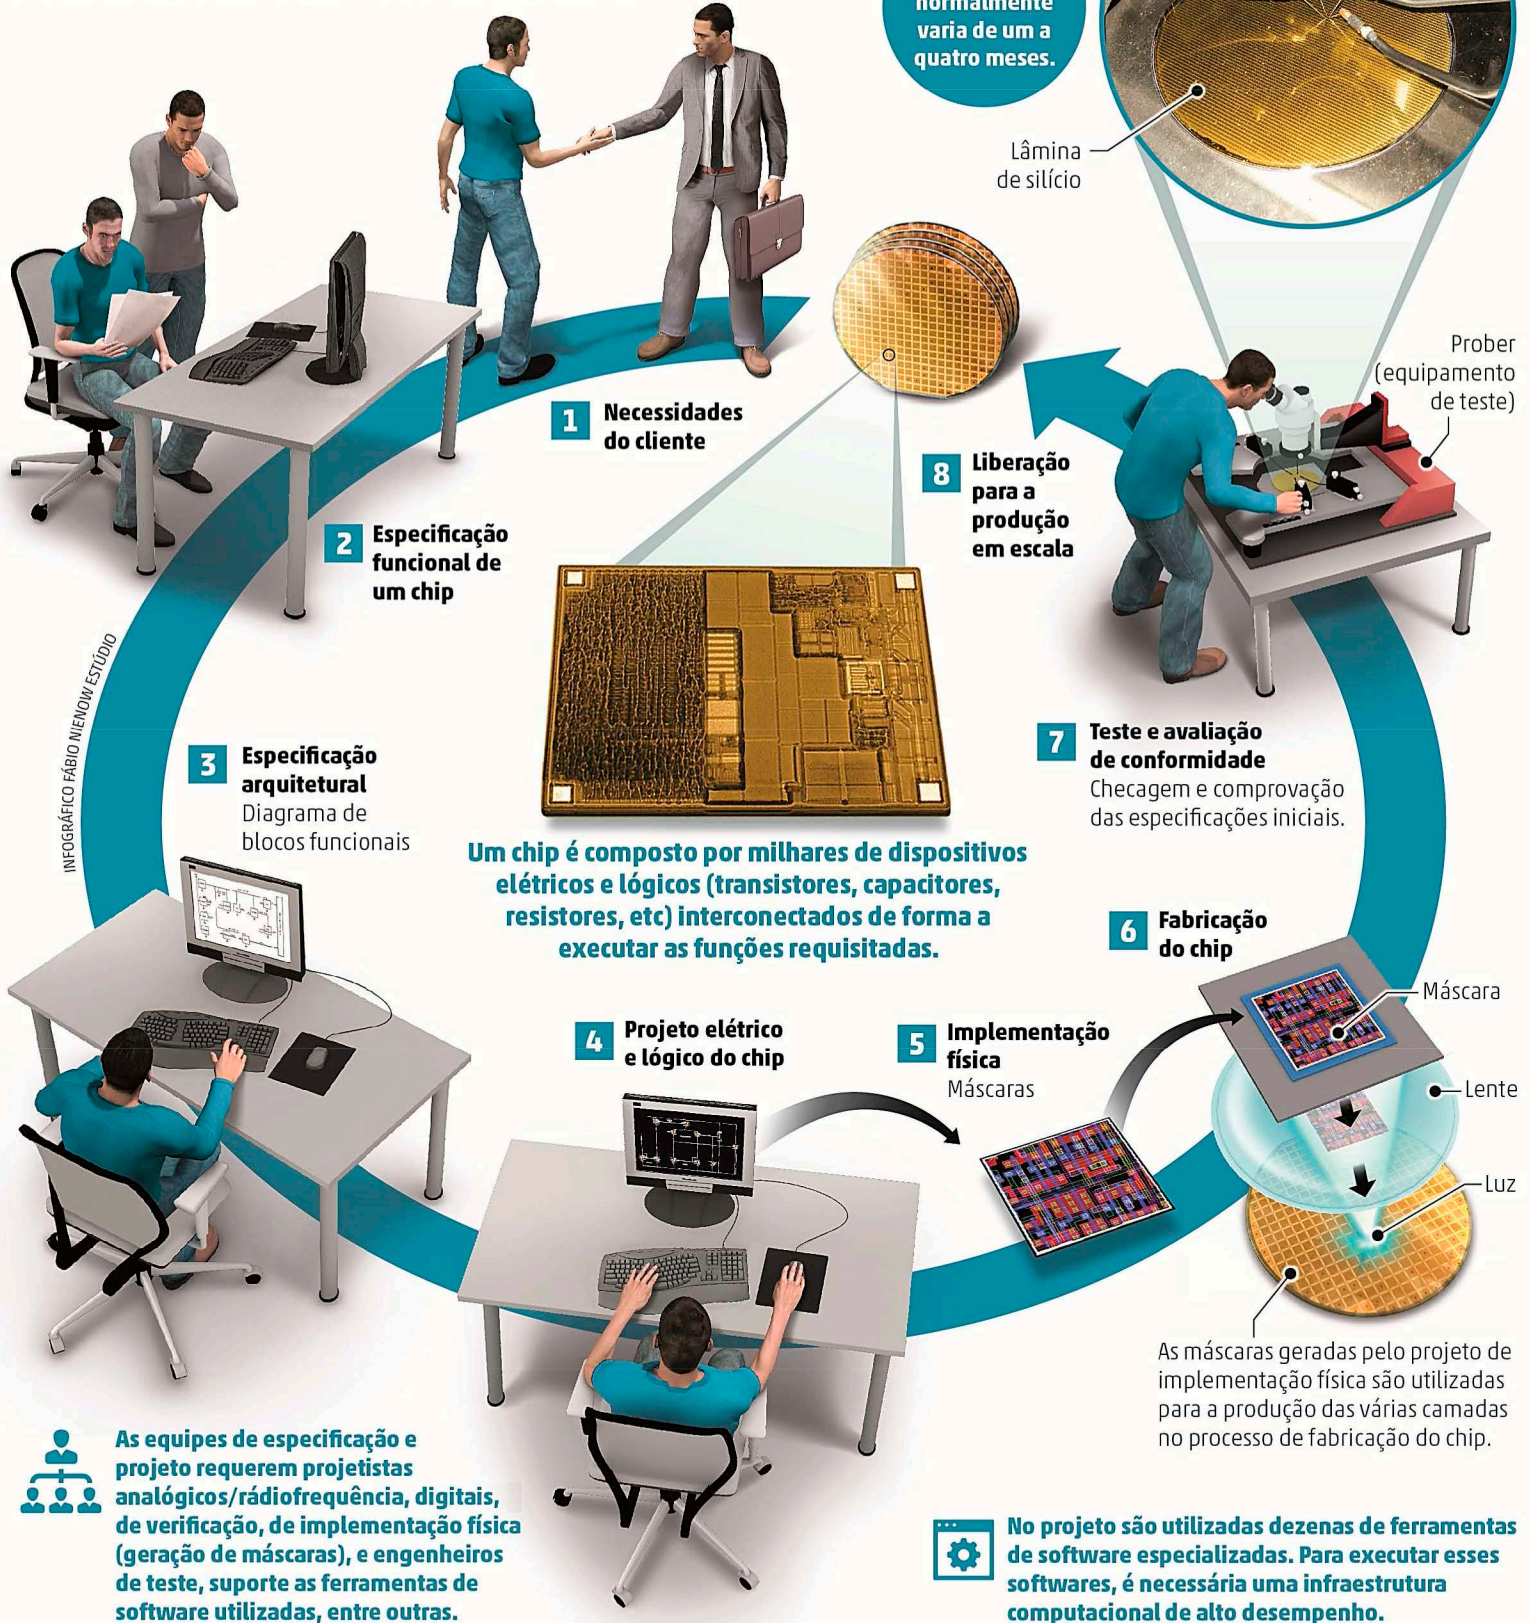 normalmente
varia de um a
quatro meses.
Lâmina
de silício
Prober
(equipamento
de teste)
1 Necessidades
do cliente
8 Liberação
para a
produção
em escala
2 Especificação
funcional de
um chip
INFOGRÁFICO FÁBIO NIENOW ESTÚDIO
3 Especificação
arquitetural
Diagrama de
blocos funcionais
7 Teste e avaliação
de conformidade
Checagem e comprovação
das especificações iniciais.
Um chip é composto por milhares de dispositivos
elétricos e lógicos (transistores, capacitores,
resistores, etc) interconectados de forma a
executar as funções requisitadas.
6 Fabricação
do chip
Máscara
4 Projeto elétrico
e lógico do chip
5 Implementação
física
Máscaras
Lente
Luz
As máscaras geradas pelo projeto de
implementação física são utilizadas
para a produção das várias camadas
no processo de fabricação do chip.
As equipes de especificação e
projeto requerem projetistas
analógicos/rádiofrequência, digitais,
de verificação, de implementação física
(geração de máscaras), e engenheiros
de teste, suporte as ferramentas de
software utilizadas, entre outras.
No projeto são utilizadas dezenas de ferramentas
de software especializadas. Para executar esses
softwares, é necessária uma infraestrutura
computacional de alto desempenho.